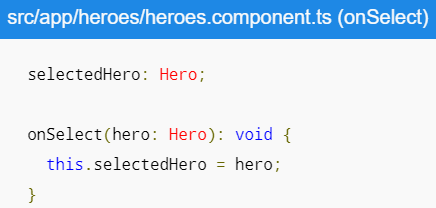 src/app/heroes/heroes.component.ts (onSelect)
selectedHero: Hero;
onSelect(hero: Hero): void {
this.selectedHero = hero;
}